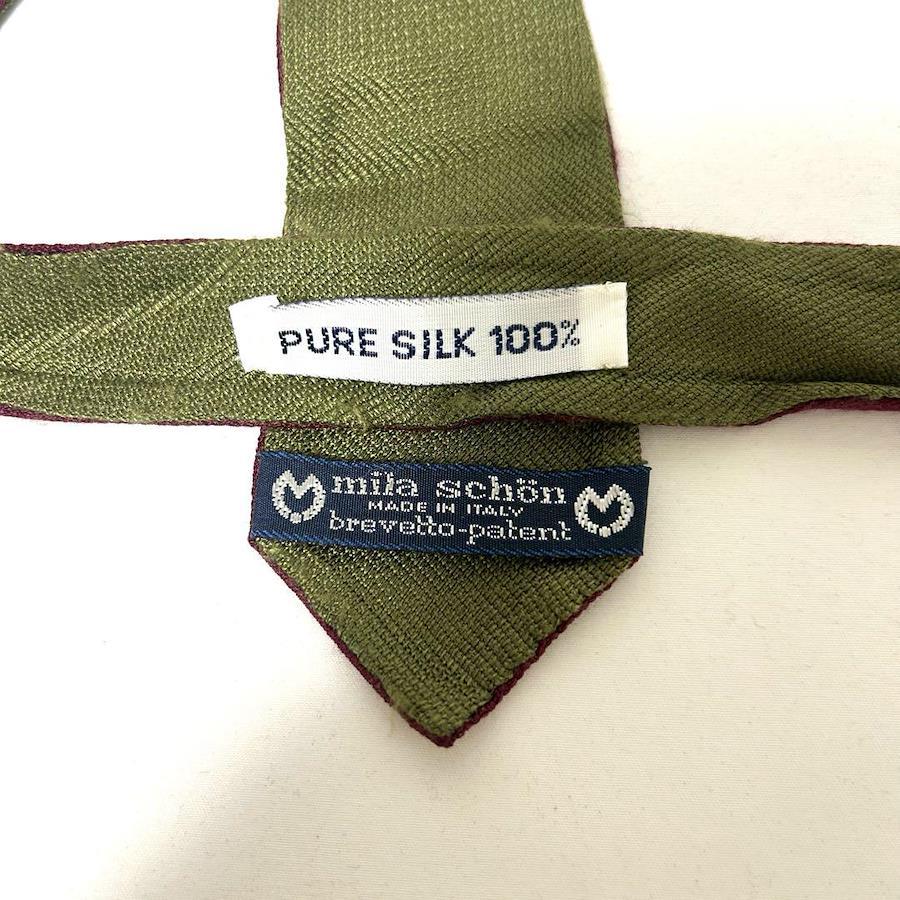 PURE SILK 100%
mila schön
MADE IN ITALY
brevetto-patent